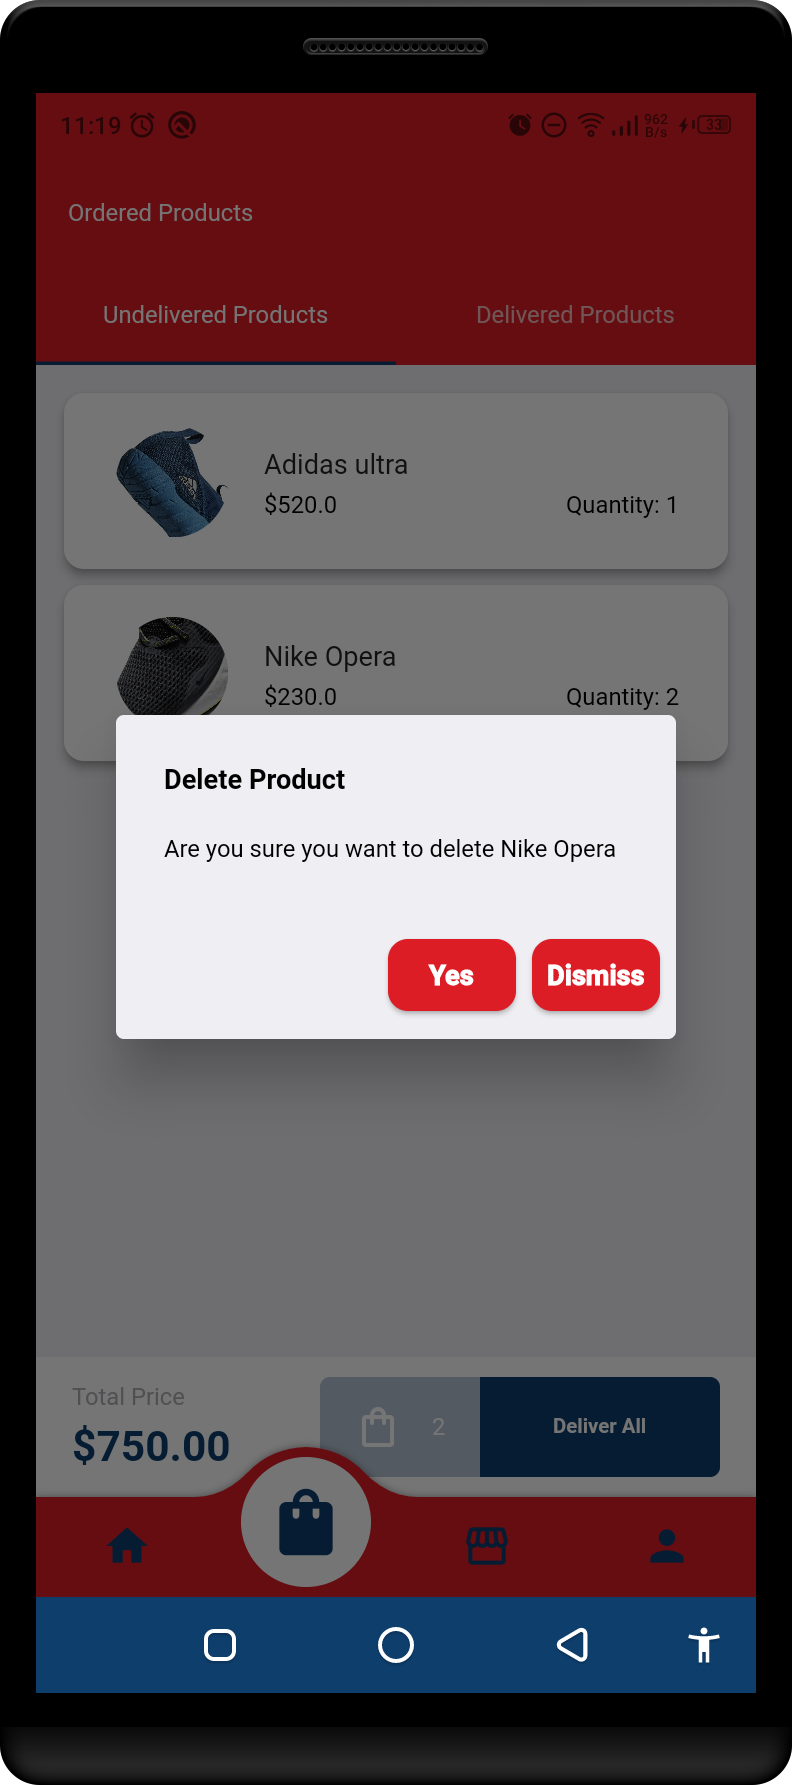 11:19
962
B/s
33
Ordered Products
Undelivered Products
Delivered Products
Adidas ultra
$520.0
Quantity: 1
Nike Opera
$230.0
Quantity: 2
Delete Product
Are you sure you want to delete Nike Opera
Yes
Dismiss
Total Price
$750.00
2
Deliver All